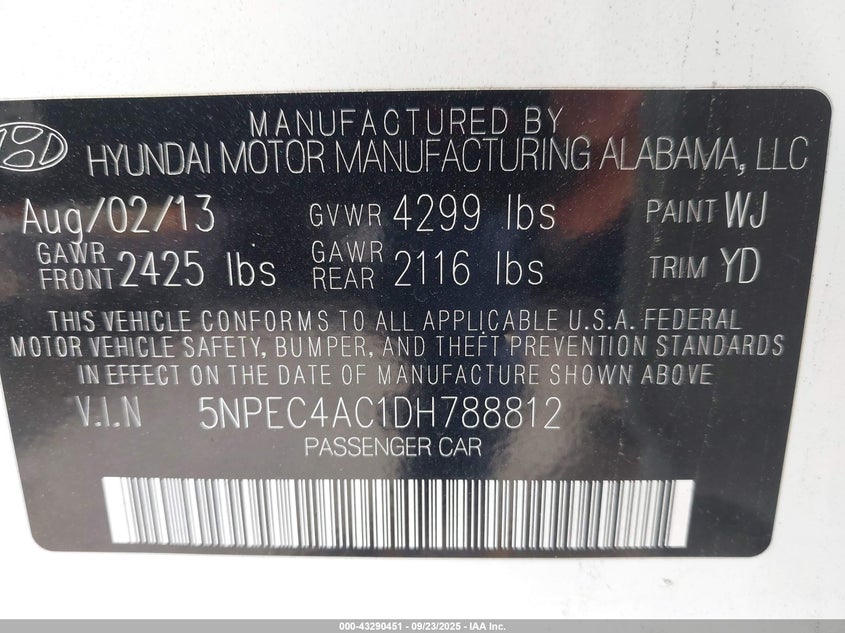 MANUFACTURED BY
HYUNDAI MOTOR MANUFACTURING ALABAMA, LLC
Aug/02/13 GVWR 4299 lbs PAINT WJ
GAWR FRONT 2425 lbs GAWR REAR 2116 lbs TRIM YD
THIS VEHICLE CONFORMS TO ALL APPLICABLE U.S.A. FEDERAL
MOTOR VEHICLE SAFETY, BUMPER, AND THEFT PREVENTION STANDARDS
IN EFFECT ON THE DATE OF MANUFACTURE SHOWN ABOVE
V.I.N 5NPEC4AC1DH788812
PASSENGER CAR
000-43290451 - 09/23/2025 - IAA Inc.